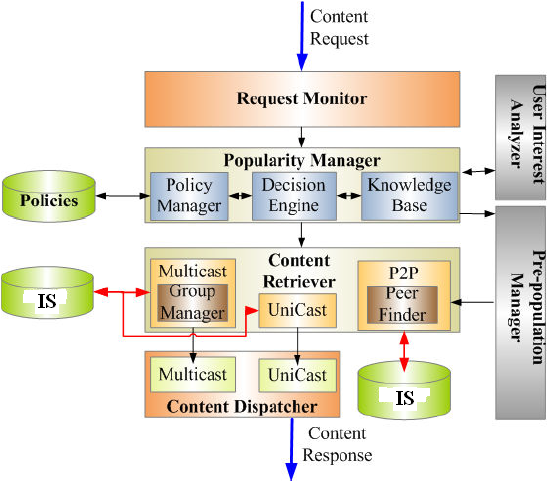 Content
Request
Request Monitor
User Interest
Analyzer
Popularity Manager
Policies
Policy
Manager
Decision
Engine
Knowledge
Base
Pre-population
Manager
Content
Retriever
Multicast
Group
Manager
UniCast
P2P
Peer
Finder
IS
Multicast
UniCast
Content Dispatcher
IS
Content
Response